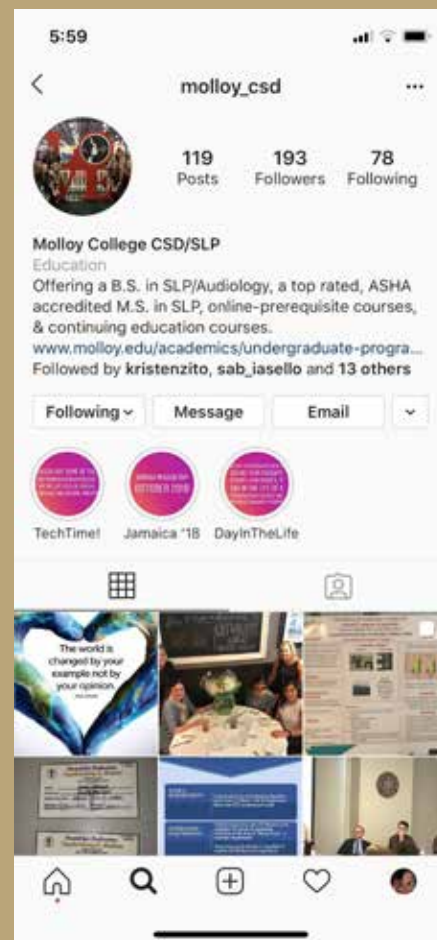 5:59
molloy_csd
119 193 78
Posts Followers Following
Molloy College CSD/SLP
Education
Offering a B.S. in SLP/Audiology, a top rated, ASHA
accredited M.S. in SLP, online-prerequisite courses,
& continuing education courses.
www.molloy.edu/academics/undergraduate-progra....
Followed by kristenzito, sab_iasello and 13 others
Following Message Email
OCTOBER 2018
TechTime! Jamaica '18 DayInTheLife
The world is
changed by your
example not by
your opinion.